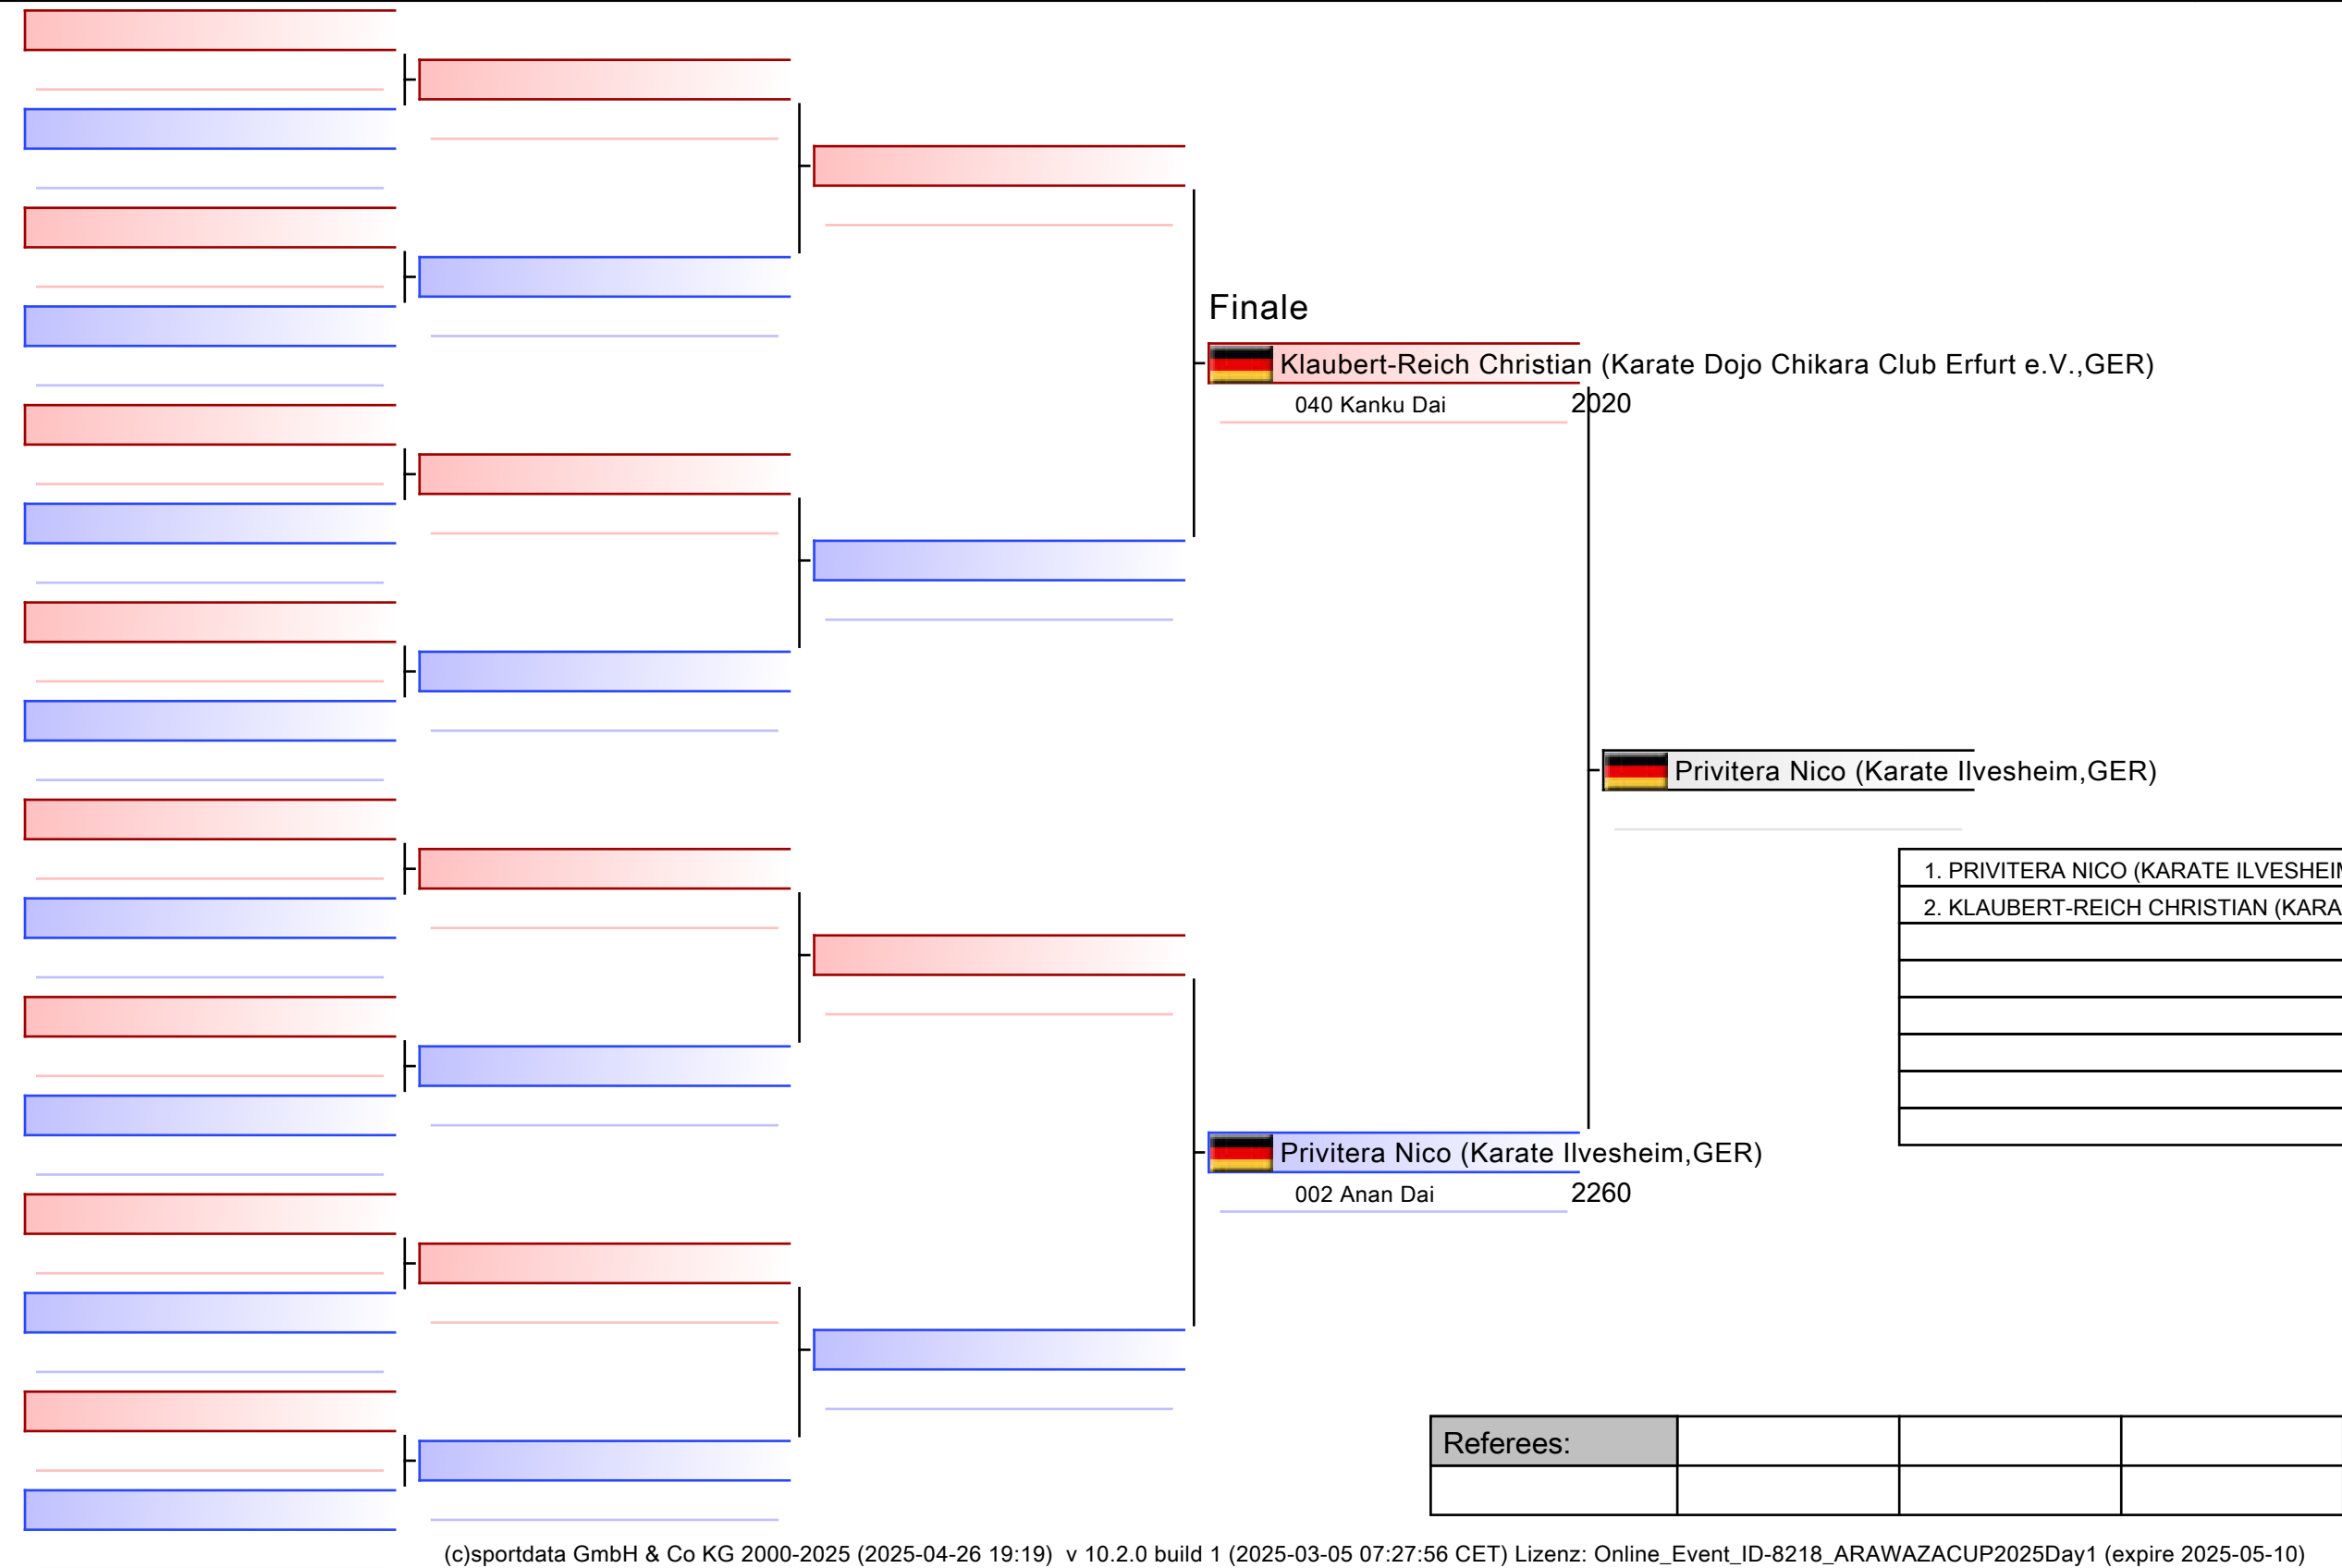 Finale
Klaubert-Reich Christian (Karate Dojo Chikara Club Erfurt e.V.,GER)
040 Kanku Dai 2020
Privitera Nico (Karate Ilvesheim,GER)
1. PRIVITERA NICO (KARATE ILVESHEIM
2. KLAUBERT-REICH CHRISTIAN (KARA
Privitera Nico (Karate Ilvesheim,GER)
002 Anan Dai 2260
Referees:
(c)sportdata GmbH & Co KG 2000-2025 (2025-04-26 19:19) v 10.2.0 build 1 (2025-03-05 07:27:56 CET) Lizenz: Online_Event_ID-8218_ARAWAZACUP2025Day1 (expire 2025-05-10)